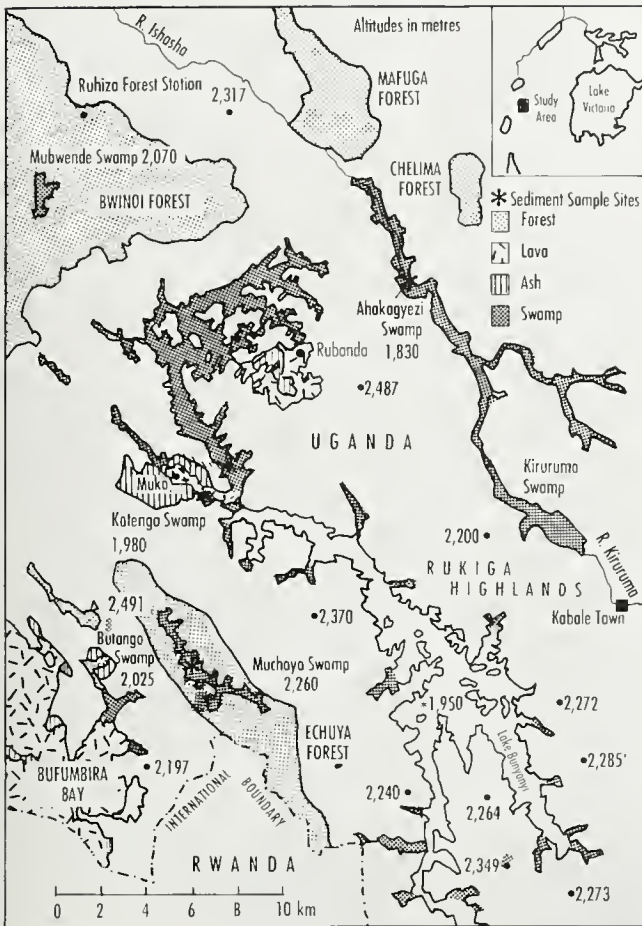 R. Ishasha
Altitudes in metres
Ruhiza Forest Station
2,317
MAFUGA
FOREST
Study
Area
Lake
Victoria
Mubwende Swamp 2,070
BWINOI FOREST
CHELIMA
FOREST
Sediment Sample Sites
Forest
Lava
Ash
Swamp
Ahakagyezi
Swamp
1,830
Rubanda
2,487
UGANDA
Muko
Kotenga Swamp
1,980
Kiruruma
Swamp
2,200
R. Kiruruma
RUKIGA
HIGHLANDS
Kabale Town
2,491
Butongo
Swamp
2,025
2,370
Muchoya Swamp
2,260
1,950
2,272
ECHUYA
FOREST
Lake Bunyonyi
2,285
BUFUMBIRA
BAY
2,197
INTERNATIONAL
BOUNDARY
2,240
2,264
RWANDA
2,349
2,273
0 2 4 6 8 10 km